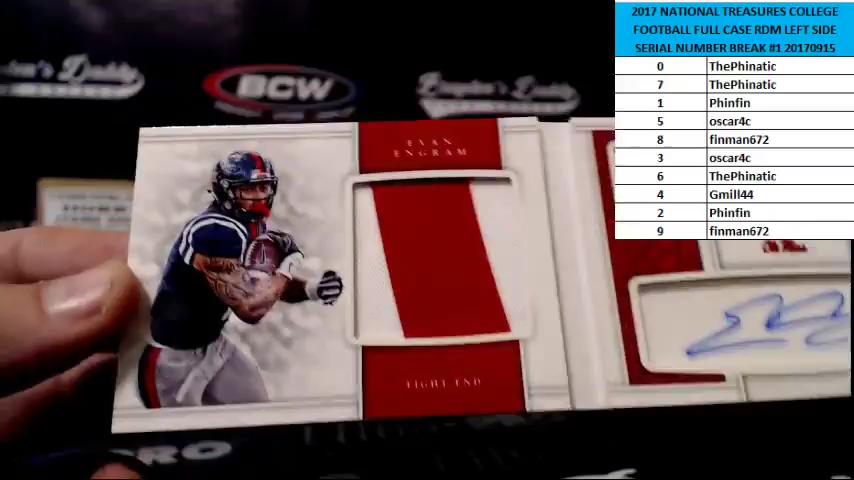 2017 NATIONAL TREASURES COLLEGE
FOOTBALL FULL CASE RDM LEFT SIDE
SERIAL NUMBER BREAK #1 20170915
0 ThePhinatic
7 ThePhinatic
1 Phinfin
5 oscar4c
8 finman672
3 oscar4c
6 ThePhinatic
4 Gmill44
2 Phinfin
9 finman672
BCW
Daddy
EVAN
ENGRAM
TIGHT END